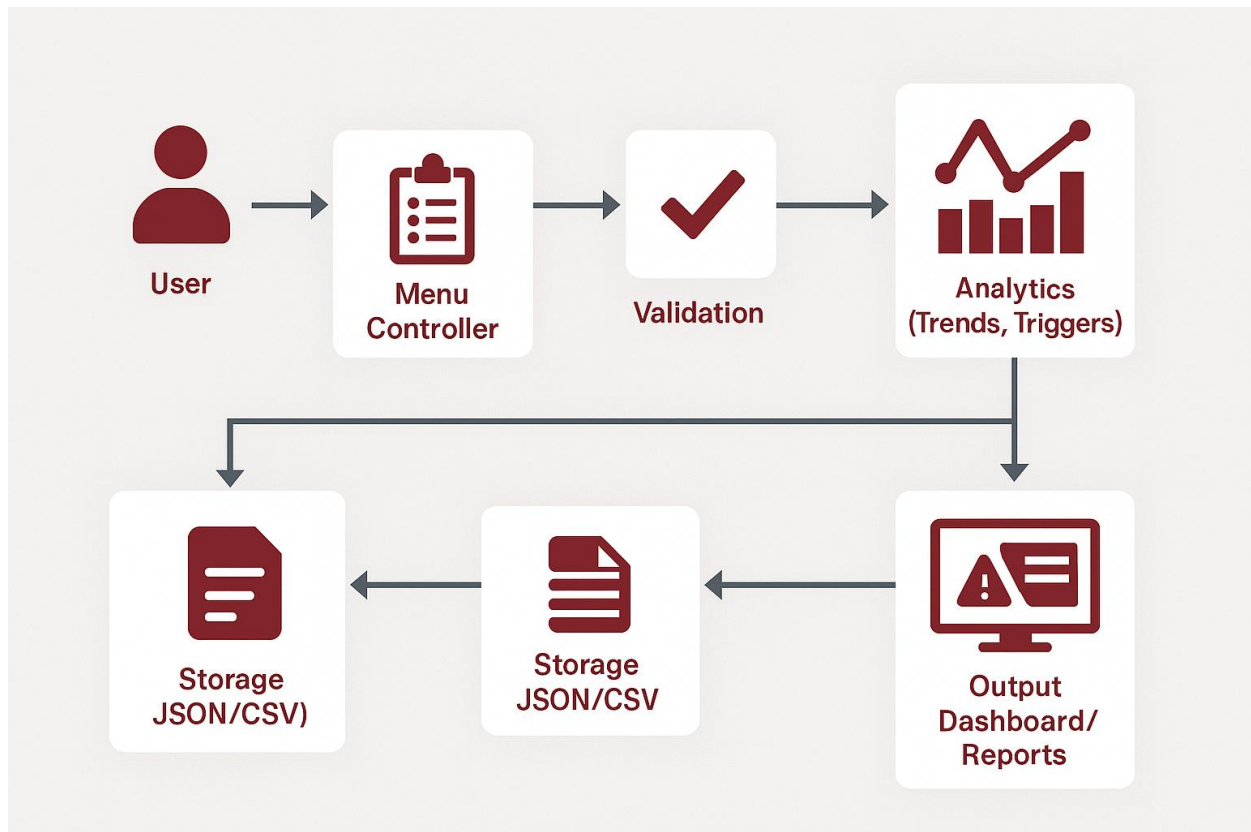 User
Menu
Controller
Validation
Analytics
(Trends, Triggers)
Storage
JSON/CSV)
Storage
JSON/CSV
Output
Dashboard/
Reports